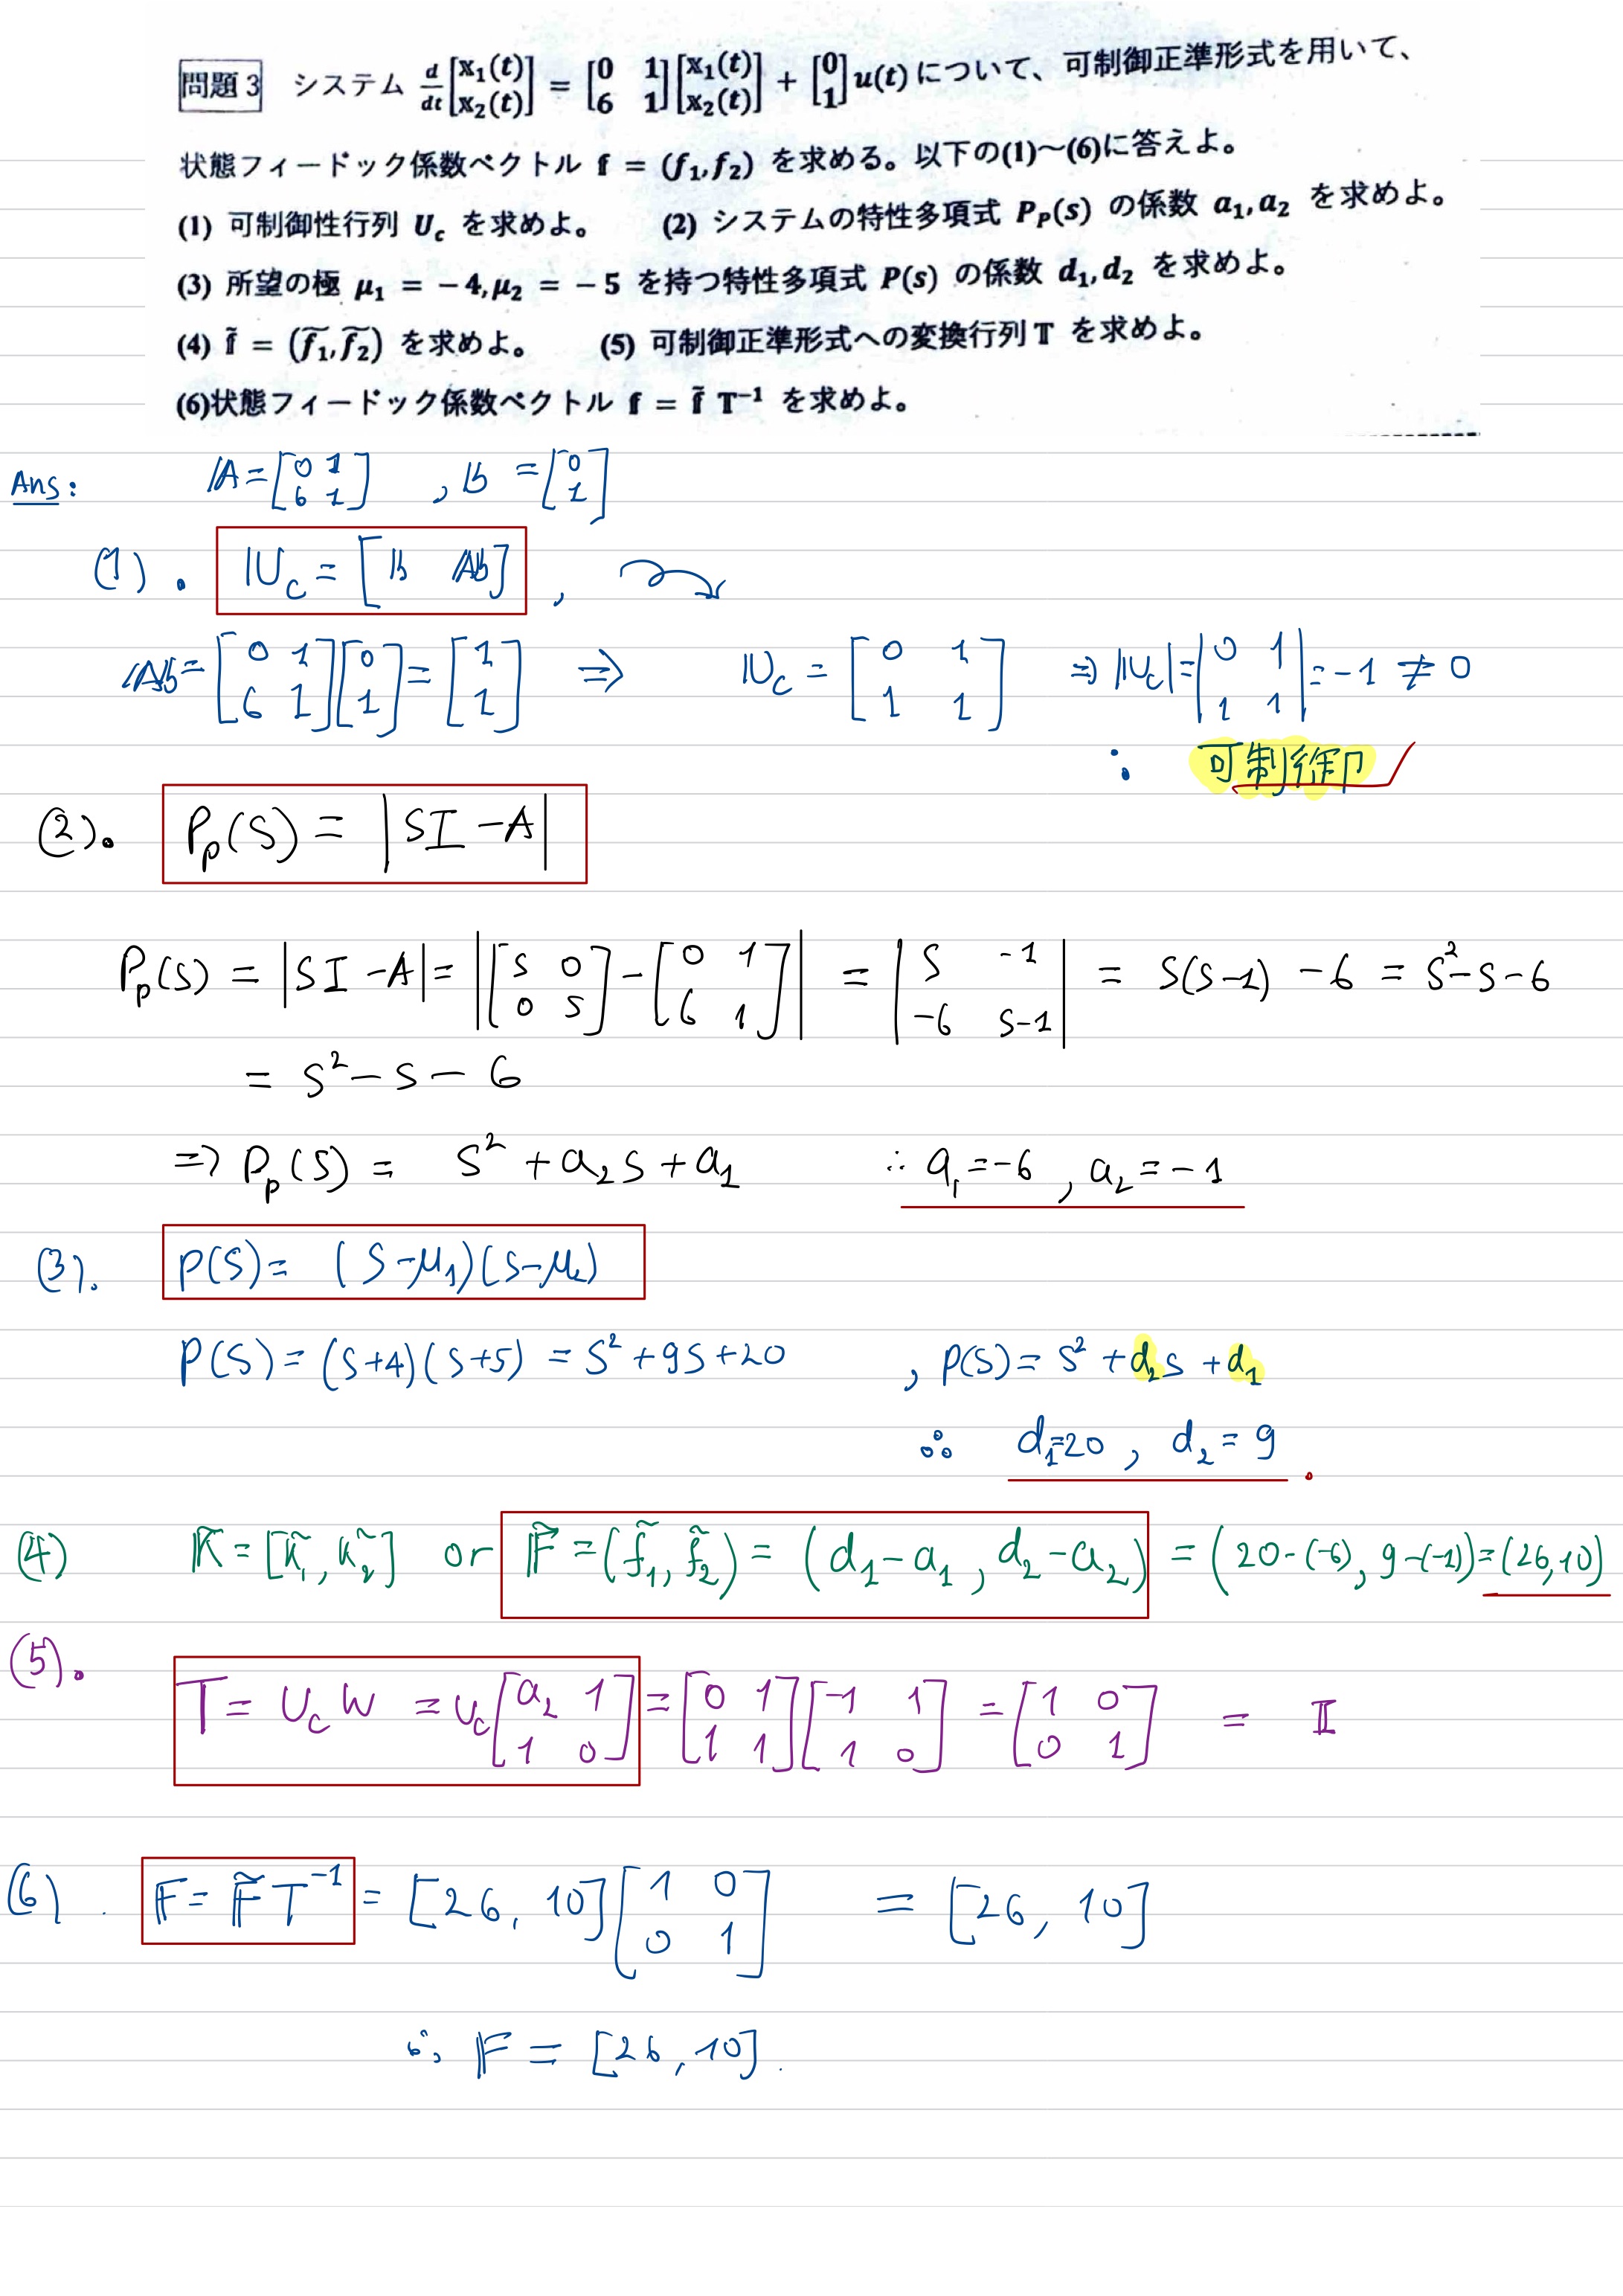 問題3 システム d/dt [x₁(t) x₂(t)] = [0 1 6 1] [x₁(t) x₂(t)] + [0 1] u(t) について、可制御正準形式を用いて、
状態フィードック係数ベクトル f = (f₁,f₂) を求める。以下の(1)～(6)に答えよ。
(1) 可制御性行列 U_c を求めよ。 (2) システムの特性多項式 P_P(s) の係数 a₁,a₂ を求めよ。
(3) 所望の極 μ₁ = −4,μ₂ = −5 を持つ特性多項式 P(s) の係数 d₁,d₂ を求めよ。
(4) f̃ = (f̃₁,f̃₂) を求めよ。 (5) 可制御正準形式への変換行列 T を求めよ。
(6)状態フィードック係数ベクトル f = f̃ T⁻¹ を求めよ。
Ans: A = [0 1 6 1] , b = [0 1]
(1). U_c = [b Ab] ,
Ab = [0 1 6 1] [0 1] = [1 1] ⇒ U_c = [0 1 1 1] ⇒ |U_c| = |0 1 1 1| = −1 ≠ 0
∴ 可制御
(2). P_p(S) = |SI − A|
P_p(S) = |SI − A| = |[S 0 0 S] − [0 1 6 1]| = |S −1 −6 S−1| = S(S−1) − 6 = S² − S − 6
= S² − S − 6
⇒ P_p(S) = S² + a₂S + a₁ ∴ a₁ = −6 , a₂ = −1
(3). P(S) = (S − μ₁)(S − μ₂)
P(S) = (S+4)(S+5) = S² + 9S + 20 , P(S) = S² + d₂S + d₁
∴ d₁ = 20 , d₂ = 9 .
(4) K̃ = [k̃₁, k̃₂] or F̃ = (f̃₁, f̃₂) = (d₁ − a₁ , d₂ − a₂) = (20 − (−6), 9 − (−1)) = (26, 10)
(5). T = U_c W = U_c [a₂ 1 1 0] = [0 1 1 1] [−1 1 1 0] = [1 0 0 1] = I
(6). F = F̃ T⁻¹ = [26, 10] [1 0 0 1] = [26, 10]
∴ F = [26, 10].